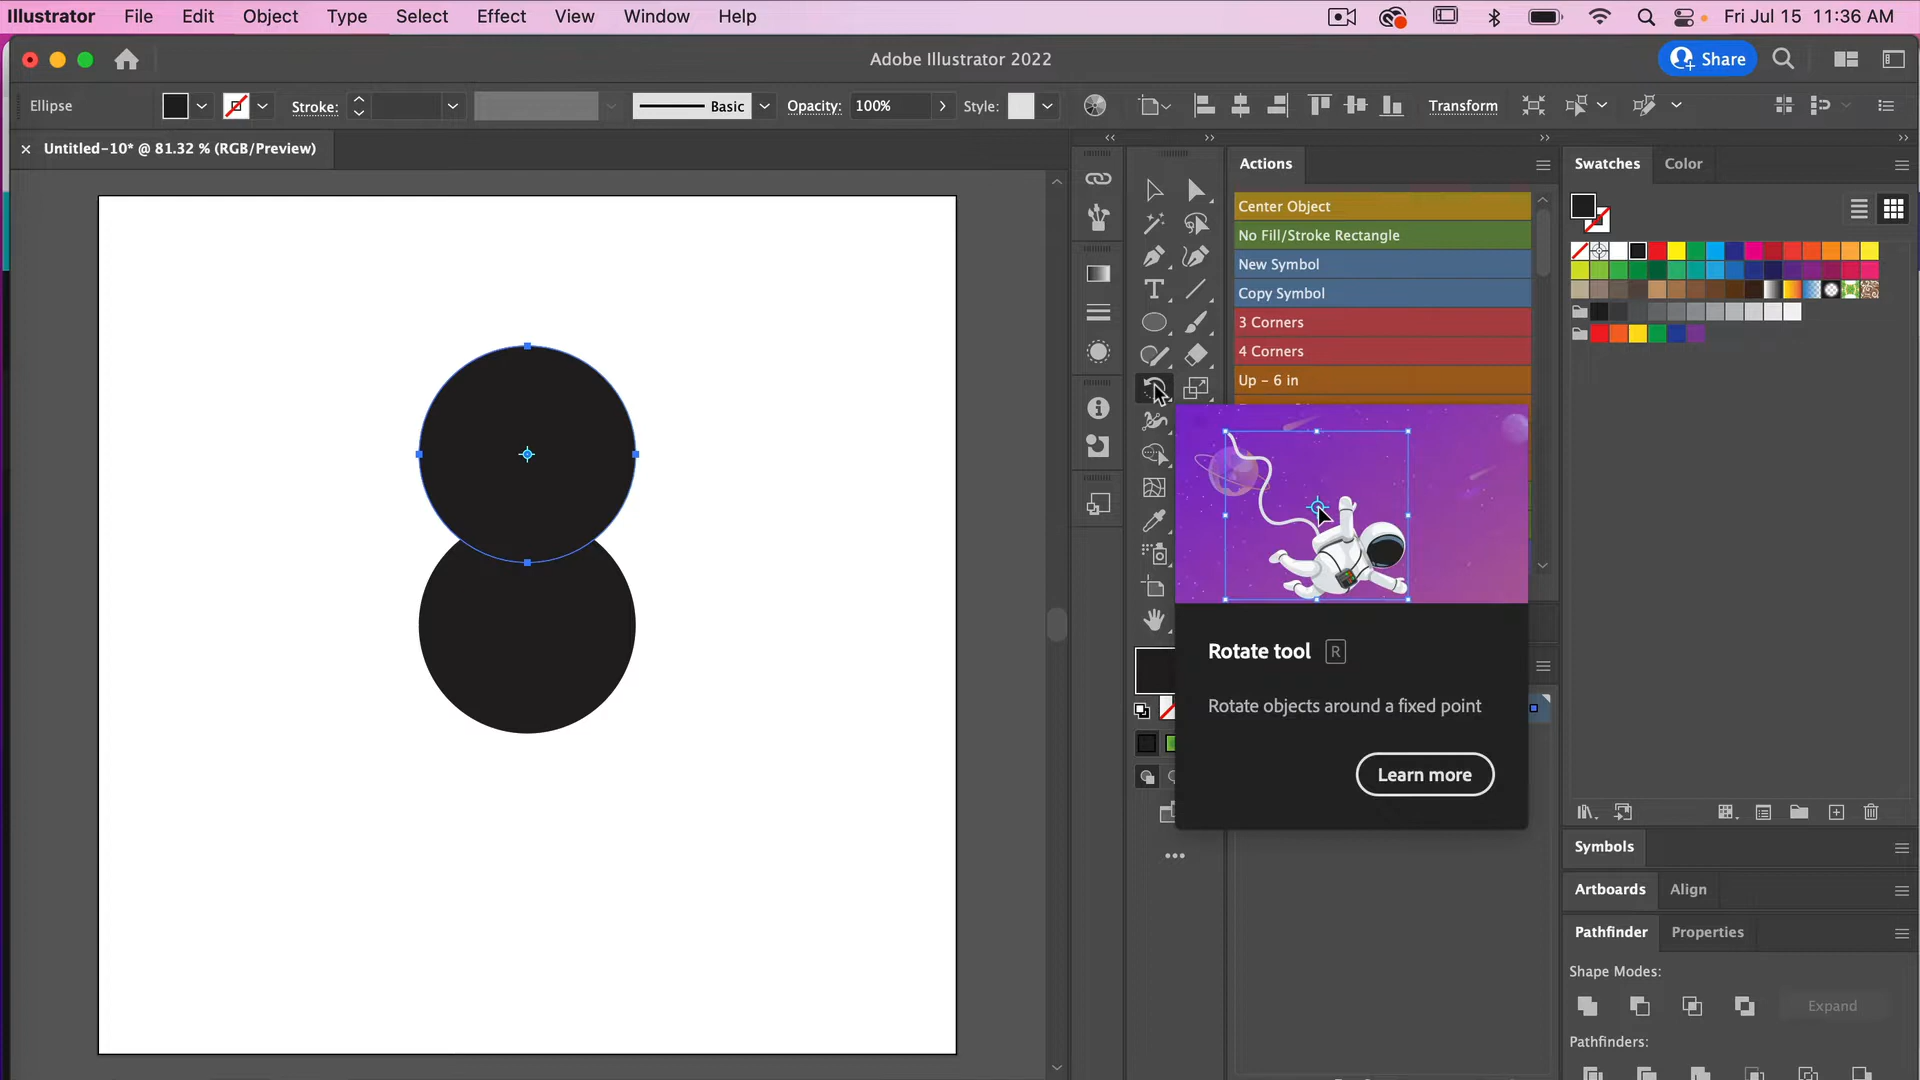 Illustrator File Edit Object Type Select Effect View Window Help Fri Jul 15 11:36 AM
Adobe Illustrator 2022
Share
Ellipse Stroke: Basic Opacity: 100% Style: Transform
Untitled-10* @ 81.32 % (RGB/Preview)
Actions
Swatches Color
Center Object
No Fill/Stroke Rectangle
New Symbol
Copy Symbol
3 Corners
4 Corners
Up - 6 in
Rotate tool R
Rotate objects around a fixed point
Learn more
Symbols
Artboards Align
Pathfinder Properties
Shape Modes:
Expand
Pathfinders: